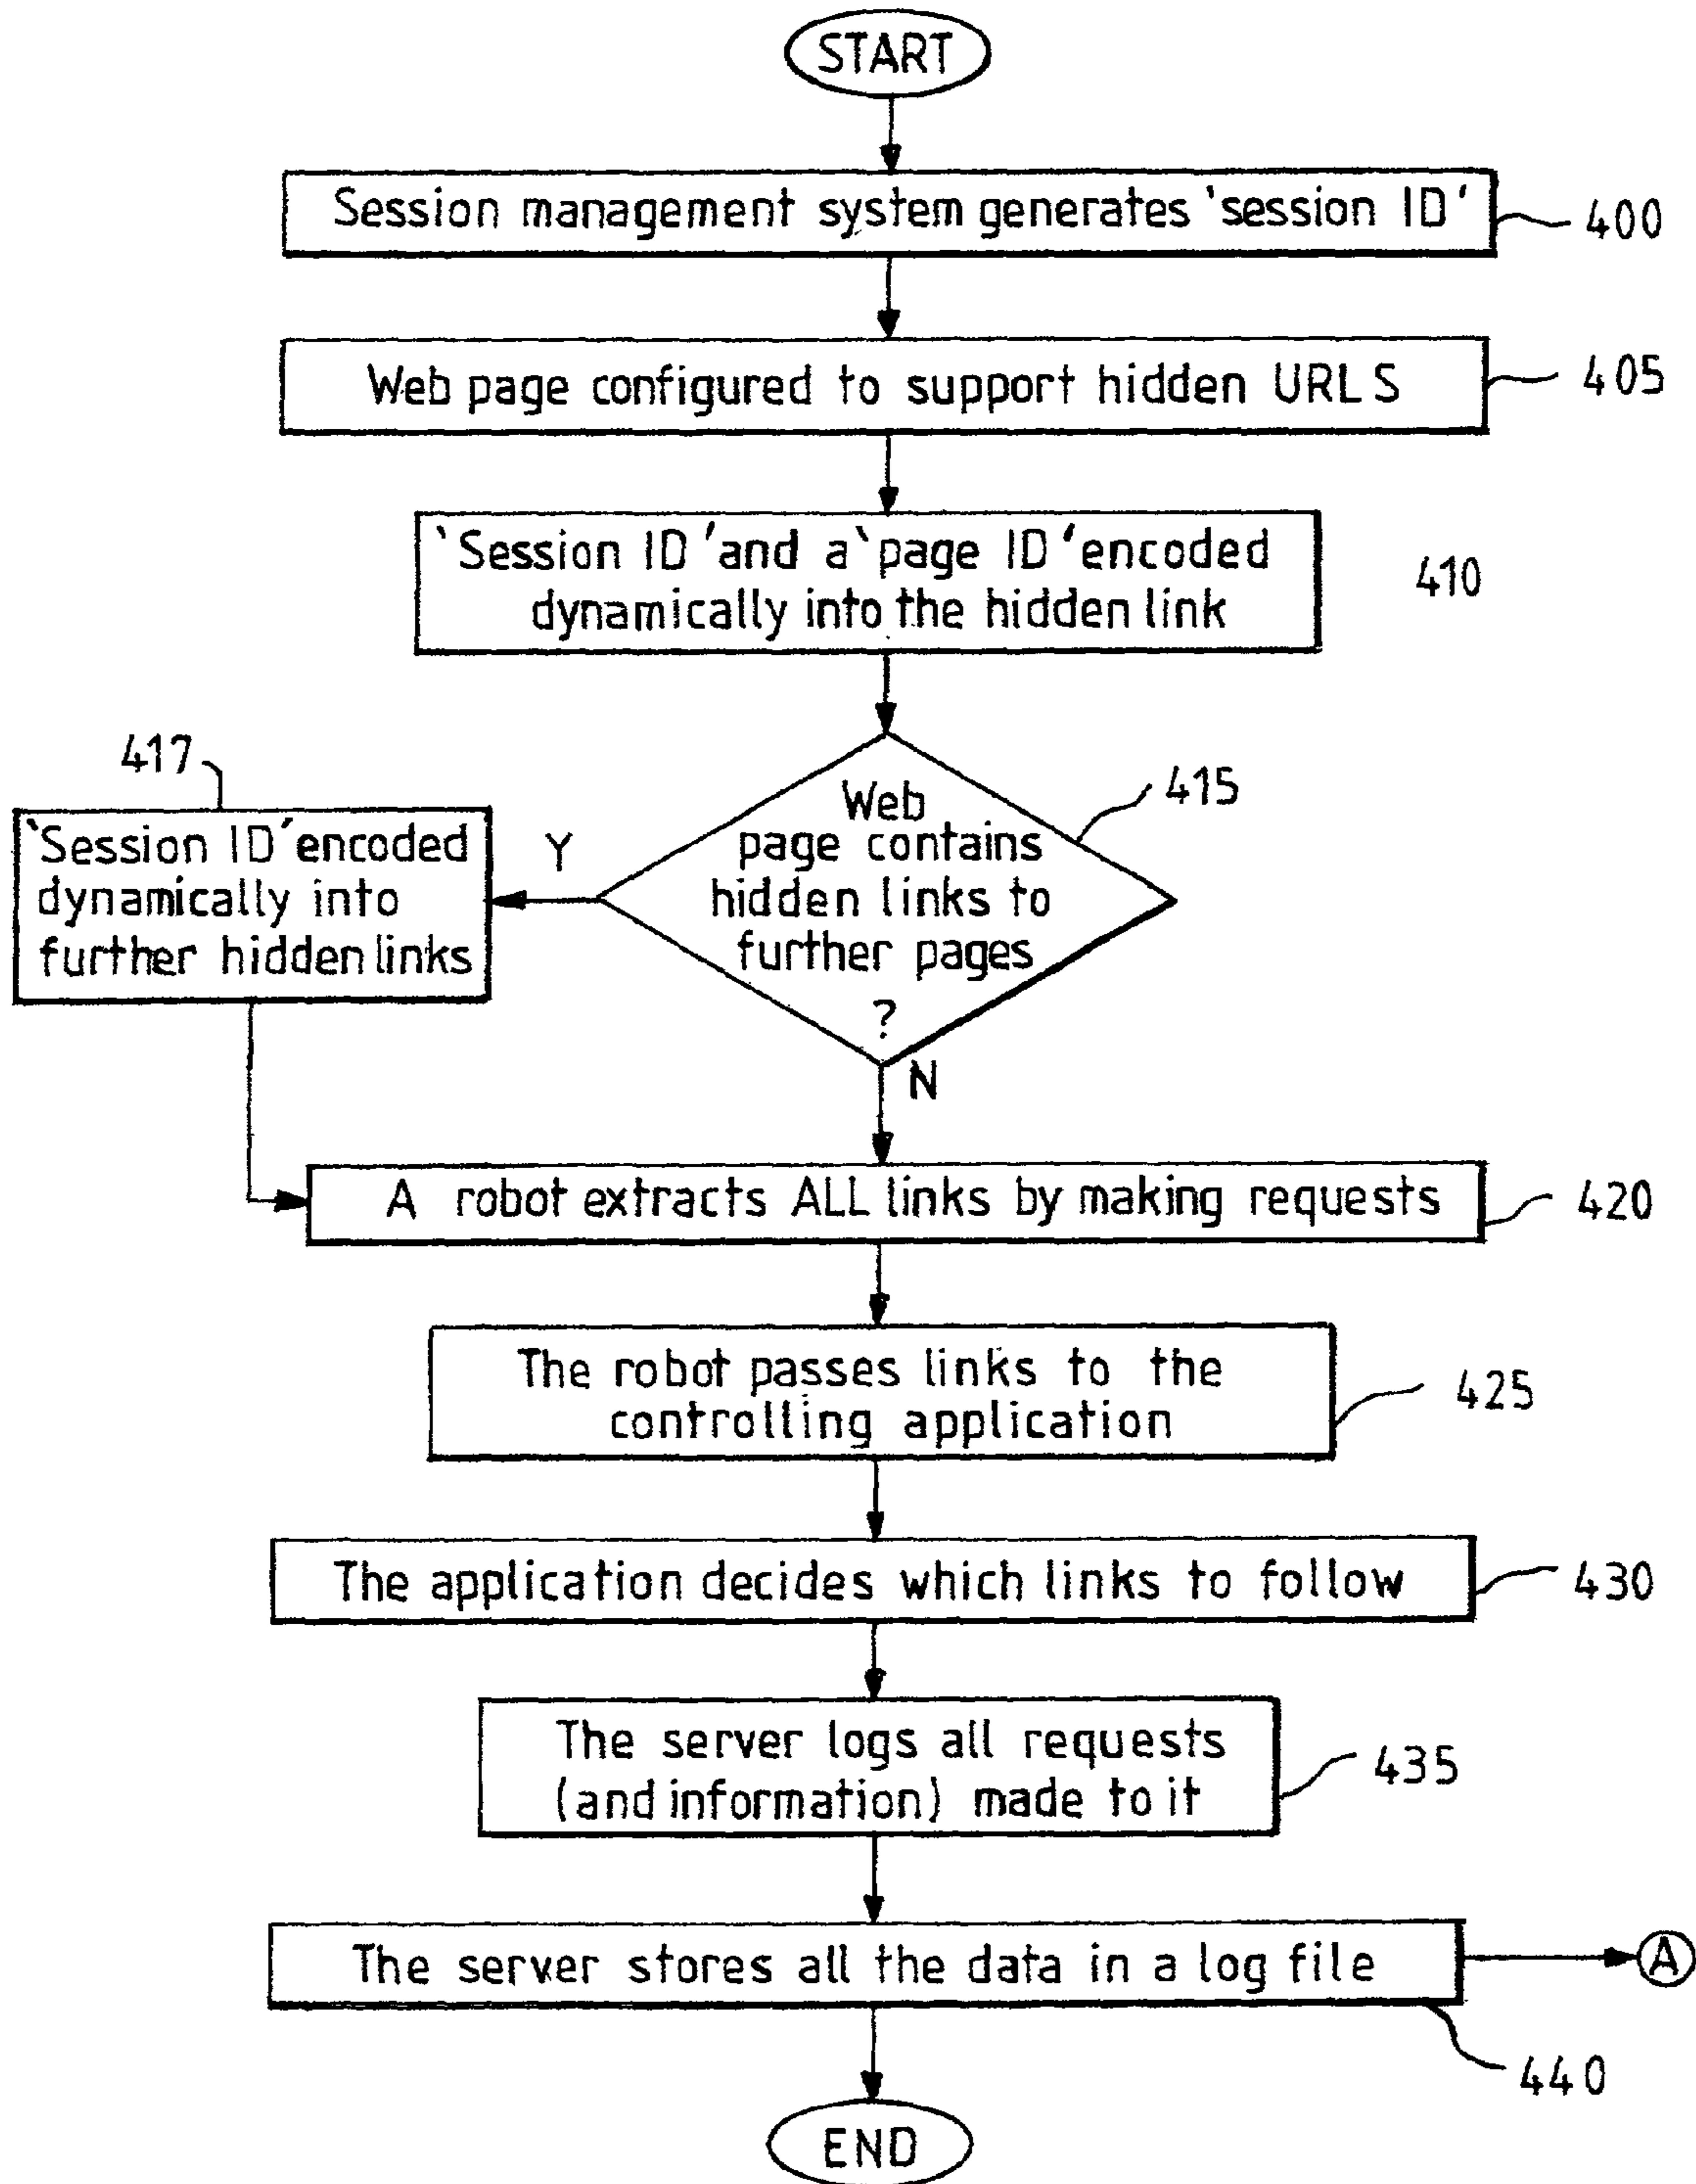 START
Session management system generates 'session ID'
400
Web page configured to support hidden URLS
405
'Session ID' and a 'page ID' encoded
dynamically into the hidden link
410
417
415
Web
page contains
hidden links to
further pages
?
Y
'Session ID' encoded
dynamically into
further hidden links
N
A robot extracts ALL links by making requests
420
The robot passes links to the
controlling application
425
The application decides which links to follow
430
The server logs all requests
(and information) made to it
435
The server stores all the data in a log file
A
440
END